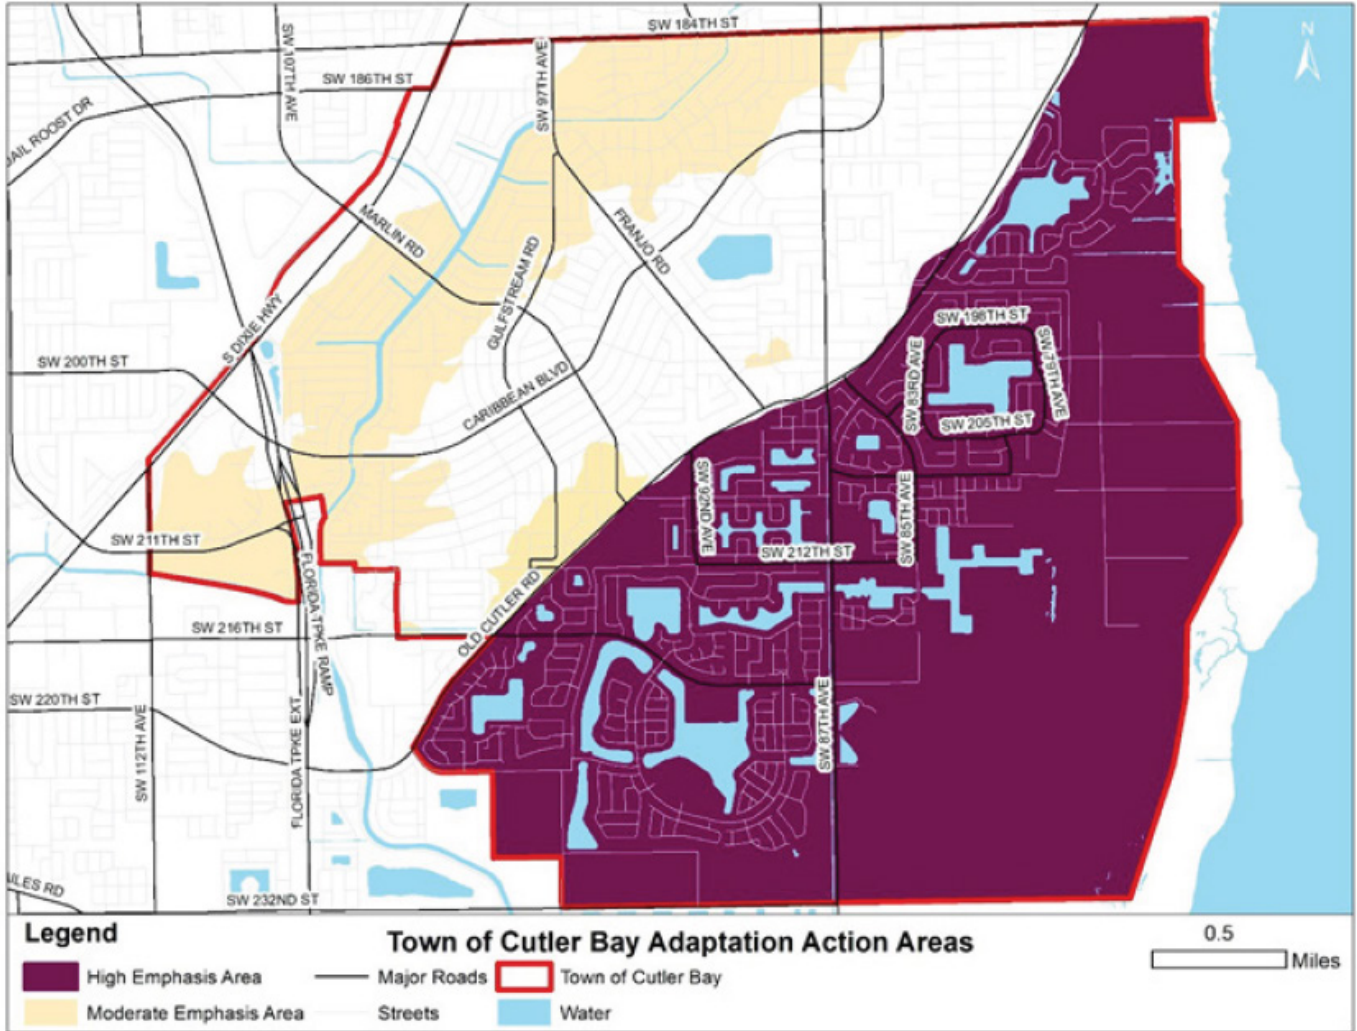 SW 184TH ST
N
SW 107TH AVE
SW 97TH AVE
SW 186TH ST
JAIL ROOST DR
MARLIN RD
FRANJO RD
GULFSTREAM RD
S DIXIE HWY
SW 198TH ST
SW 200TH ST
SW 83RD AVE
SW 79TH AVE
CARIBBEAN BLVD
SW 205TH ST
SW 92ND AVE
SW 85TH AVE
SW 211TH ST
SW 212TH ST
FLORIDA TPKE RAMP
OLD CUTLER RD
SW 216TH ST
SW 220TH ST
SW 112TH AVE
FLORIDA TPKE EXT
SW 87TH AVE
ILES RD
SW 232ND ST
Legend
Town of Cutler Bay Adaptation Action Areas
0.5
Miles
High Emphasis Area
Major Roads
Town of Cutler Bay
Moderate Emphasis Area
Streets
Water